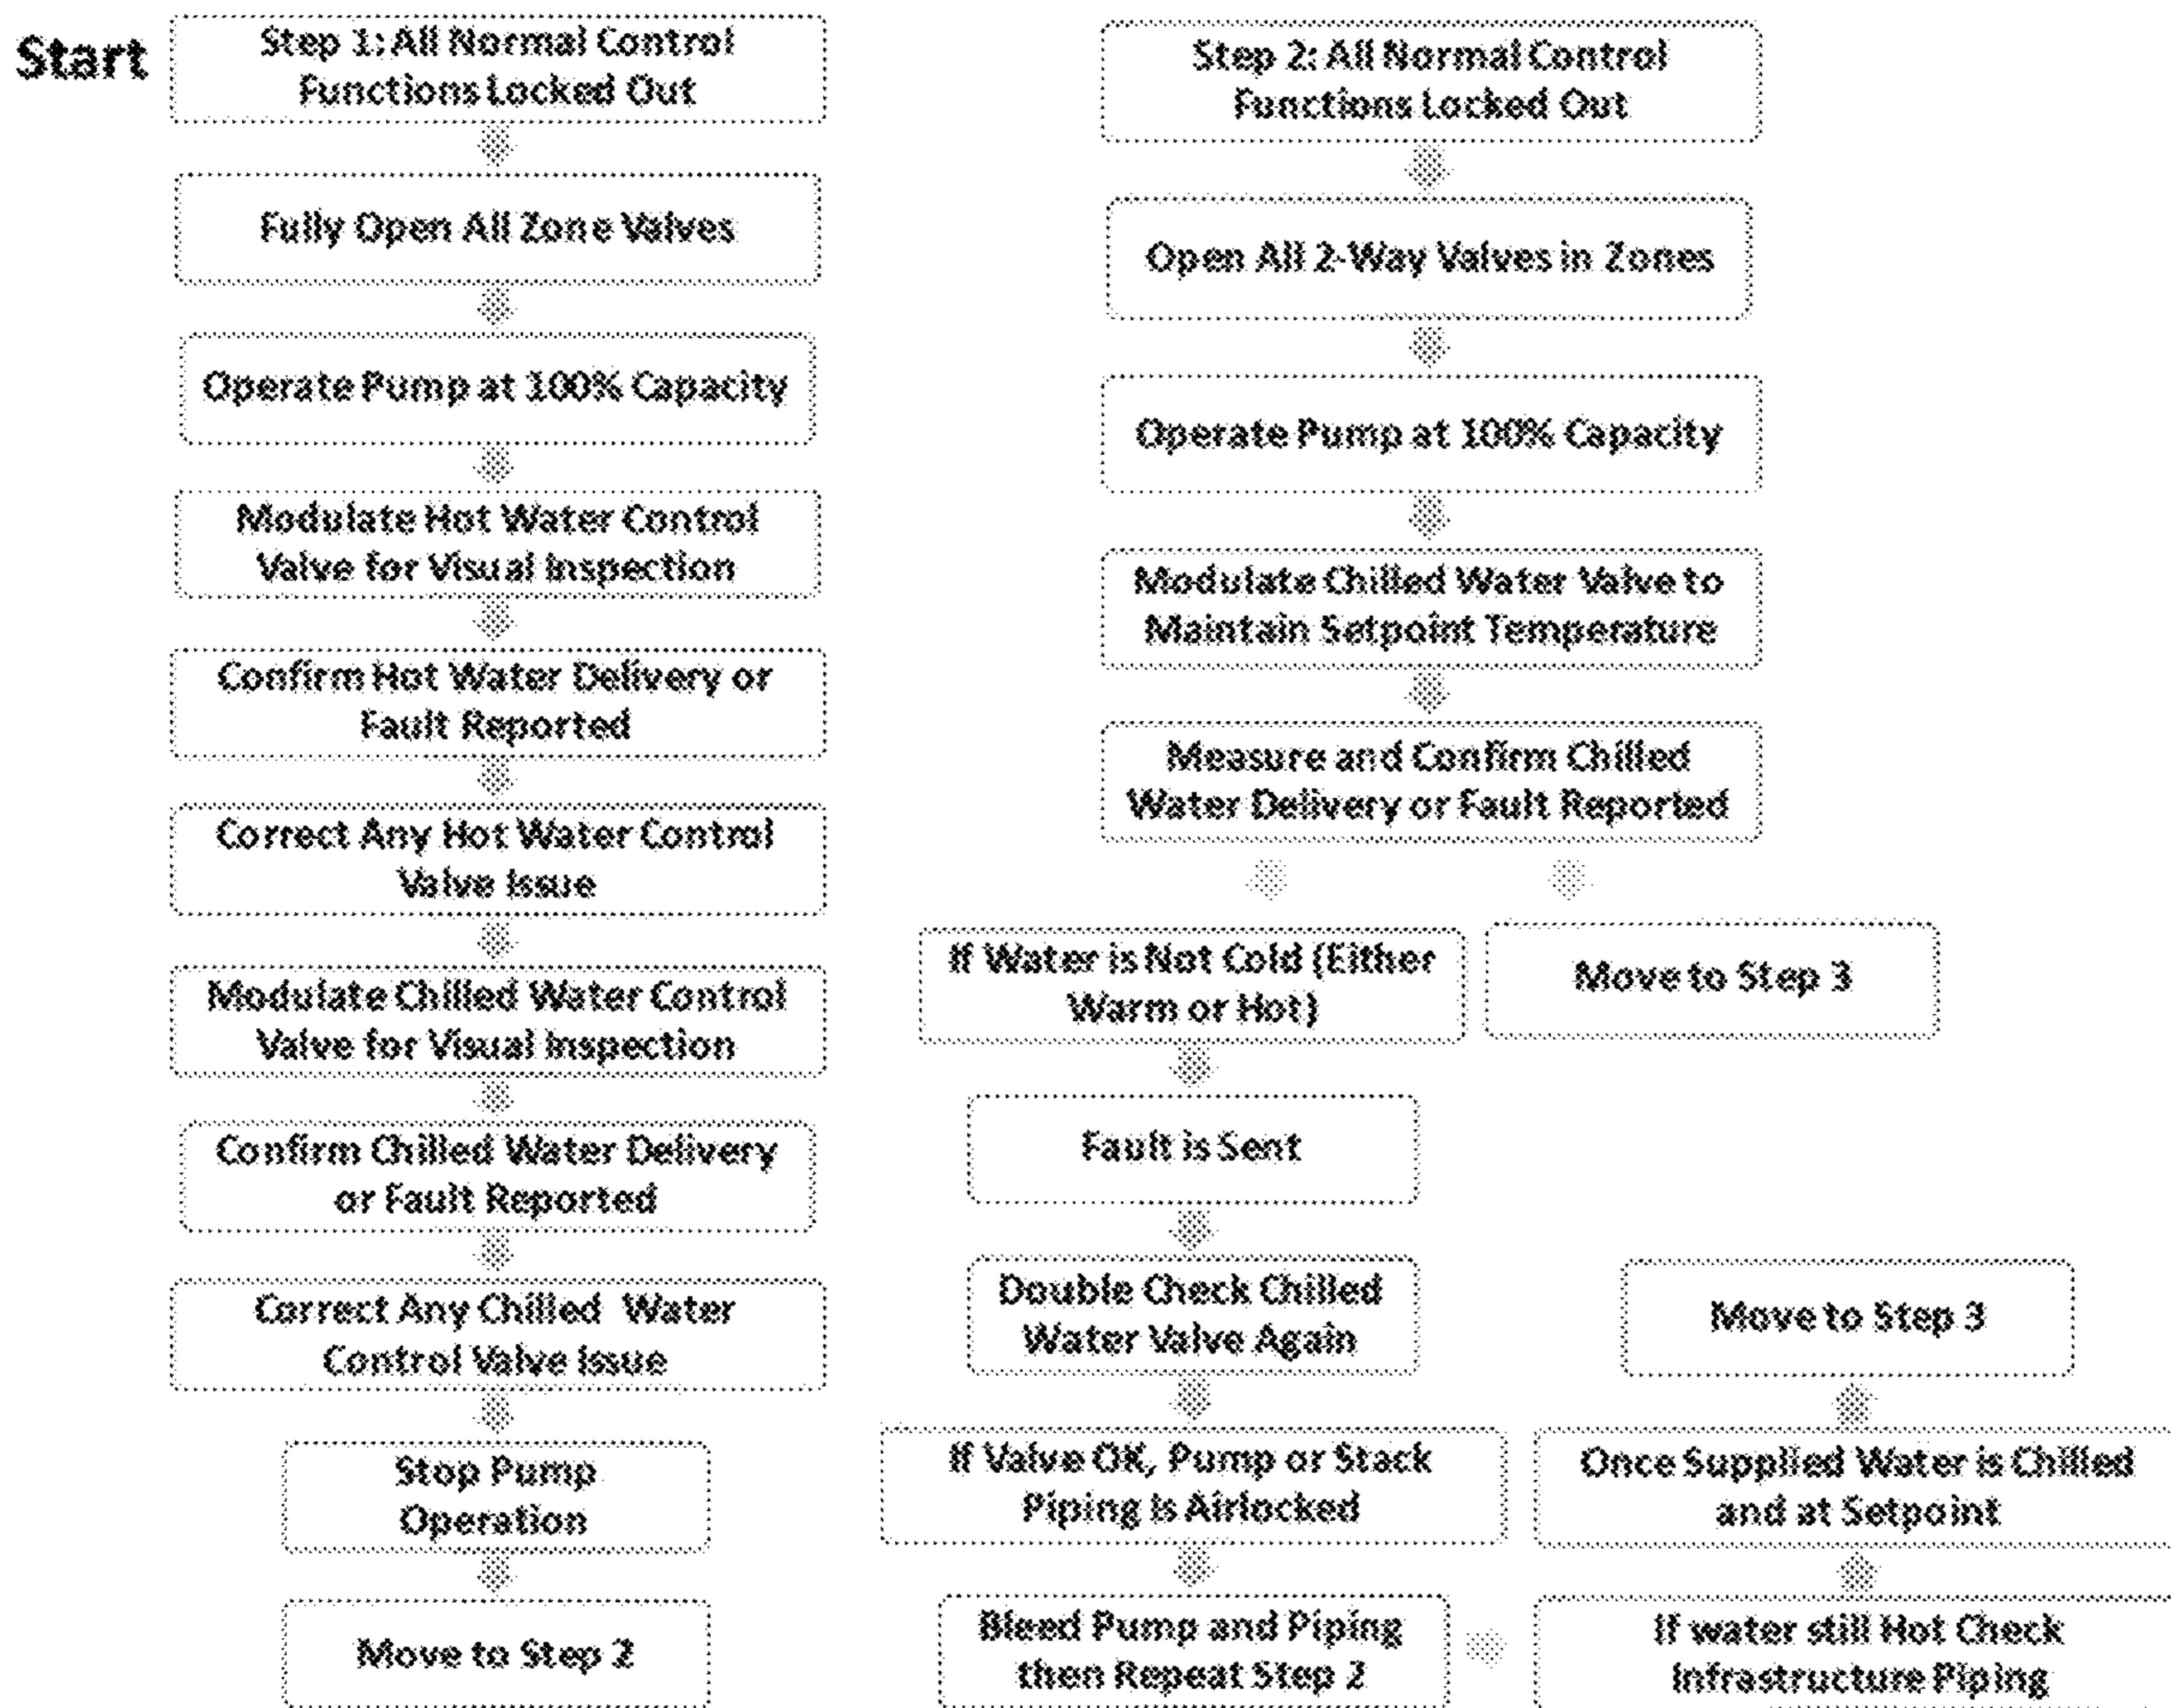 Start
Step 1: All Normal Control
Functions Locked Out
Fully Open All Zone Valves
Operate Pump at 100% Capacity
Modulate Hot Water Control
Valve for Visual Inspection
Confirm Hot Water Delivery or
Fault Reported
Correct Any Hot Water Control
Valve Issue
Modulate Chilled Water Control
Valve for Visual Inspection
Confirm Chilled Water Delivery
or Fault Reported
Correct Any Chilled Water
Control Valve Issue
Stop Pump
Operation
Move to Step 2
Step 2: All Normal Control
Functions Locked Out
Open All 2-Way Valves in Zones
Operate Pump at 100% Capacity
Modulate Chilled Water Valve to
Maintain Setpoint Temperature
Measure and Confirm Chilled
Water Delivery or Fault Reported
If Water is Not Cold (Either
Warm or Hot)
Move to Step 3
Fault is Sent
Double Check Chilled
Water Valve Again
If Valve OK, Pump or Stack
Piping is Airlocked
Bleed Pump and Piping
then Repeat Step 2
If water still Hot Check
Infrastructure Piping
Once Supplied Water is Chilled
and at Setpoint
Move to Step 3